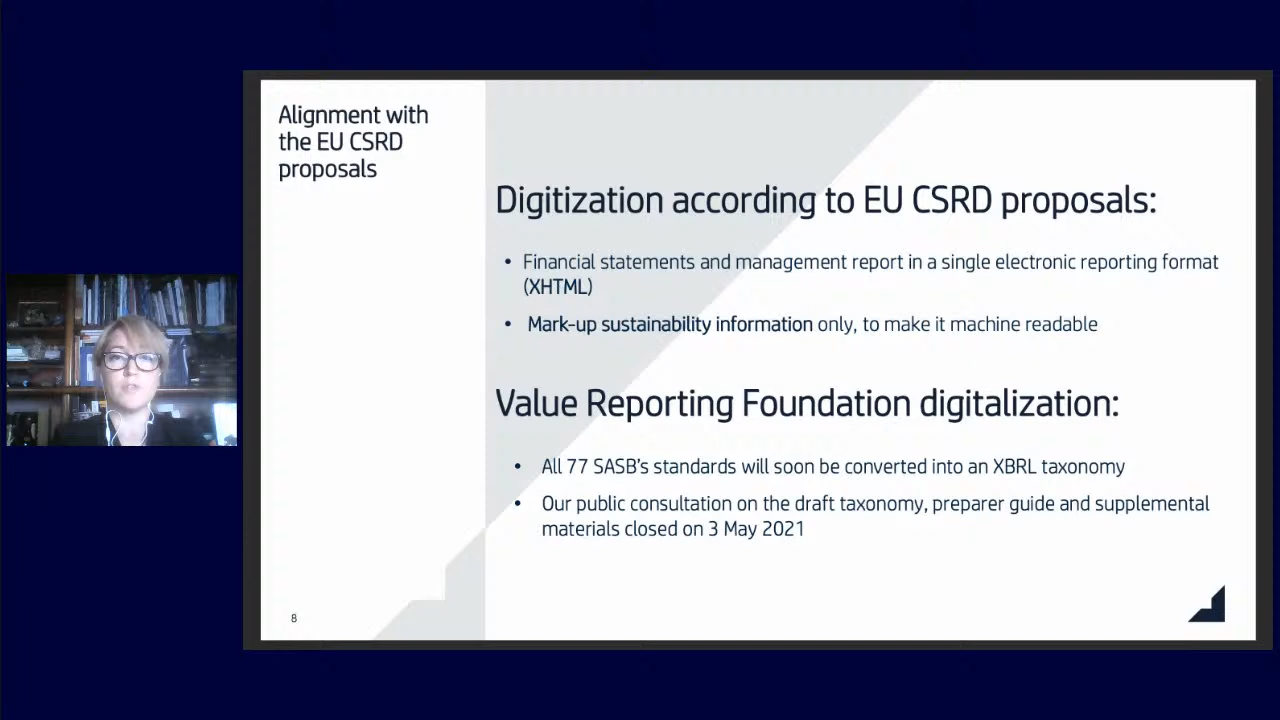 Alignment with
the EU CSRD
proposals
Digitization according to EU CSRD proposals:
• Financial statements and management report in a single electronic reporting format
(XHTML)
• Mark-up sustainability information only, to make it machine readable
Value Reporting Foundation digitalization:
• All 77 SASB's standards will soon be converted into an XBRL taxonomy
• Our public consultation on the draft taxonomy, preparer guide and supplemental
materials closed on 3 May 2021
8